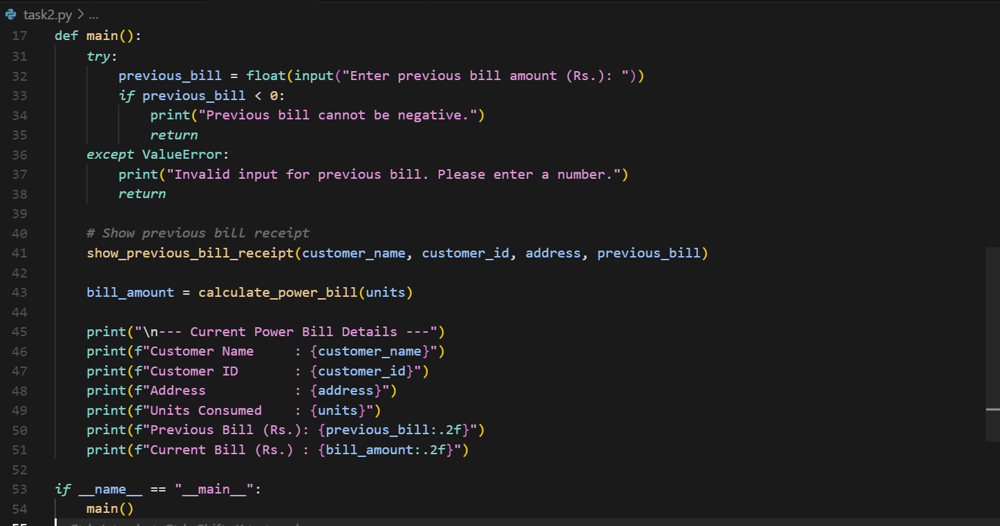 task2.py > ...
17 def main():
31     try:
32         previous_bill = float(input("Enter previous bill amount (Rs.): "))
33         if previous_bill < 0:
34             print("Previous bill cannot be negative.")
35             return
36     except ValueError:
37         print("Invalid input for previous bill. Please enter a number.")
38         return
39
40     # Show previous bill receipt
41     show_previous_bill_receipt(customer_name, customer_id, address, previous_bill)
42
43     bill_amount = calculate_power_bill(units)
44
45     print("\n--- Current Power Bill Details ---")
46     print(f"Customer Name     : {customer_name}")
47     print(f"Customer ID       : {customer_id}")
48     print(f"Address           : {address}")
49     print(f"Units Consumed    : {units}")
50     print(f"Previous Bill (Rs.): {previous_bill:.2f}")
51     print(f"Current Bill (Rs.) : {bill_amount:.2f}")
52
53 if __name__ == "__main__":
54     main()
55